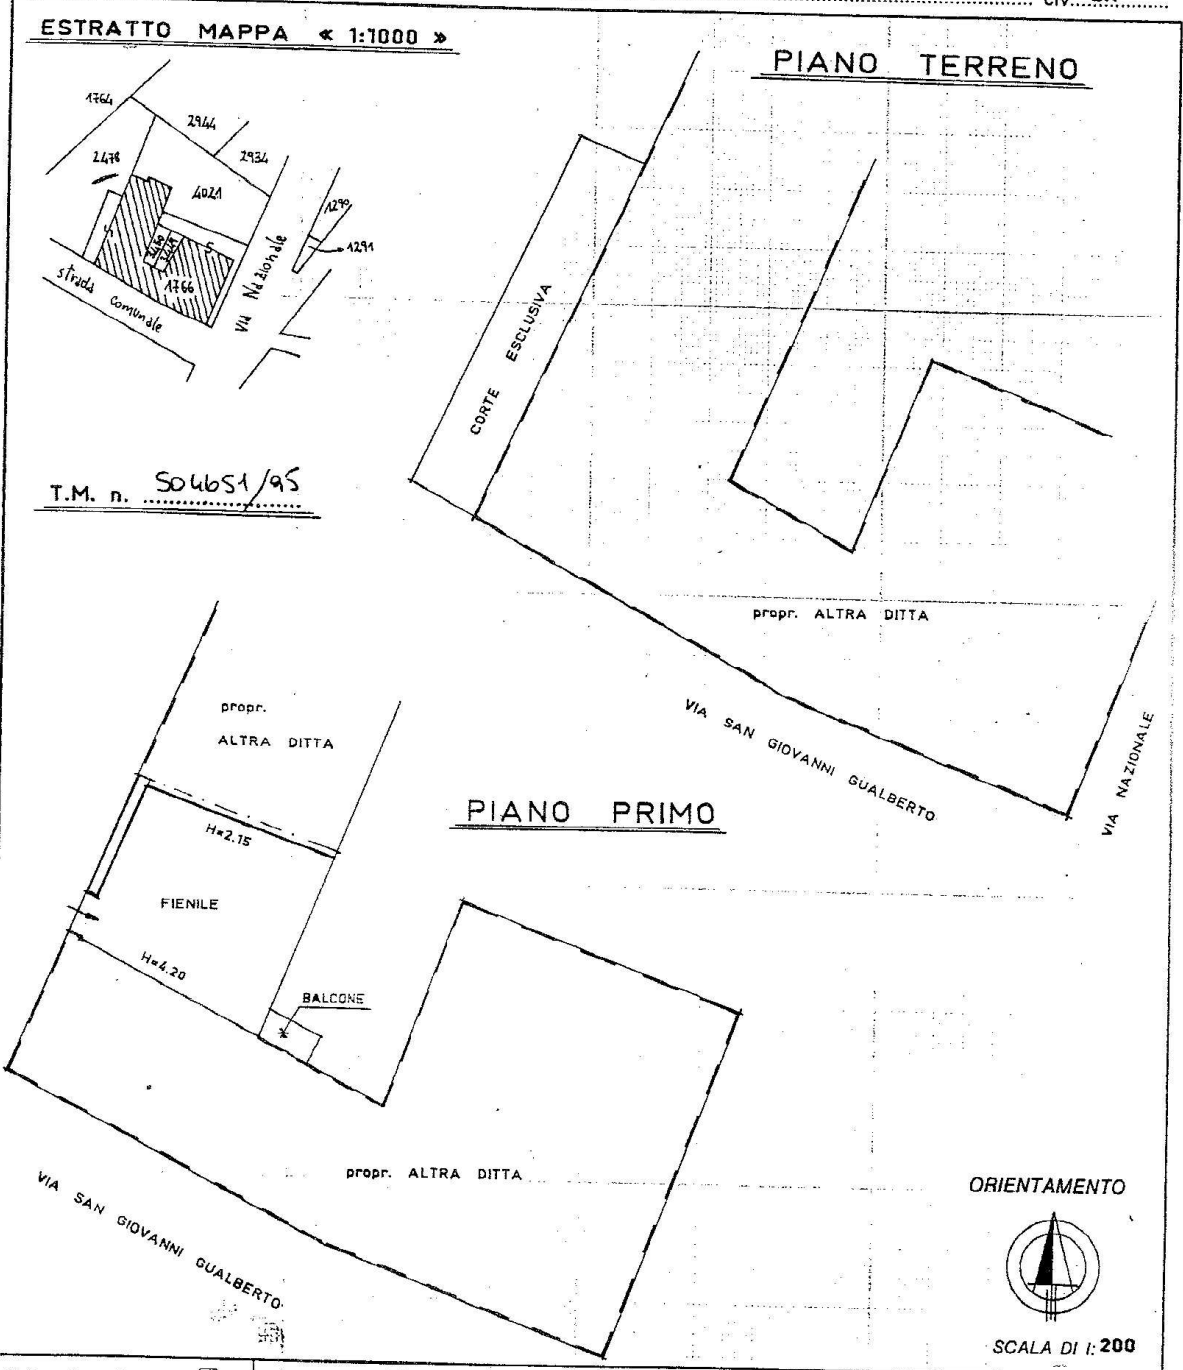 civ.
ESTRATTO MAPPA « 1:1000 »
PIANO TERRENO
1764
2944
2934
2478
4021
1290
1291
S
1766
strada Comunale
Via Nazionale
CORTE ESCLUSIVA
T.M. n. 504651/95
propr. ALTRA DITTA
VIA SAN GIOVANNI GUALBERTO
VIA NAZIONALE
propr.
ALTRA DITTA
PIANO PRIMO
H=2.15
FIENILE
H=4.20
BALCONE
propr. ALTRA DITTA
VIA SAN GIOVANNI GUALBERTO
ORIENTAMENTO
SCALA DI I: 200